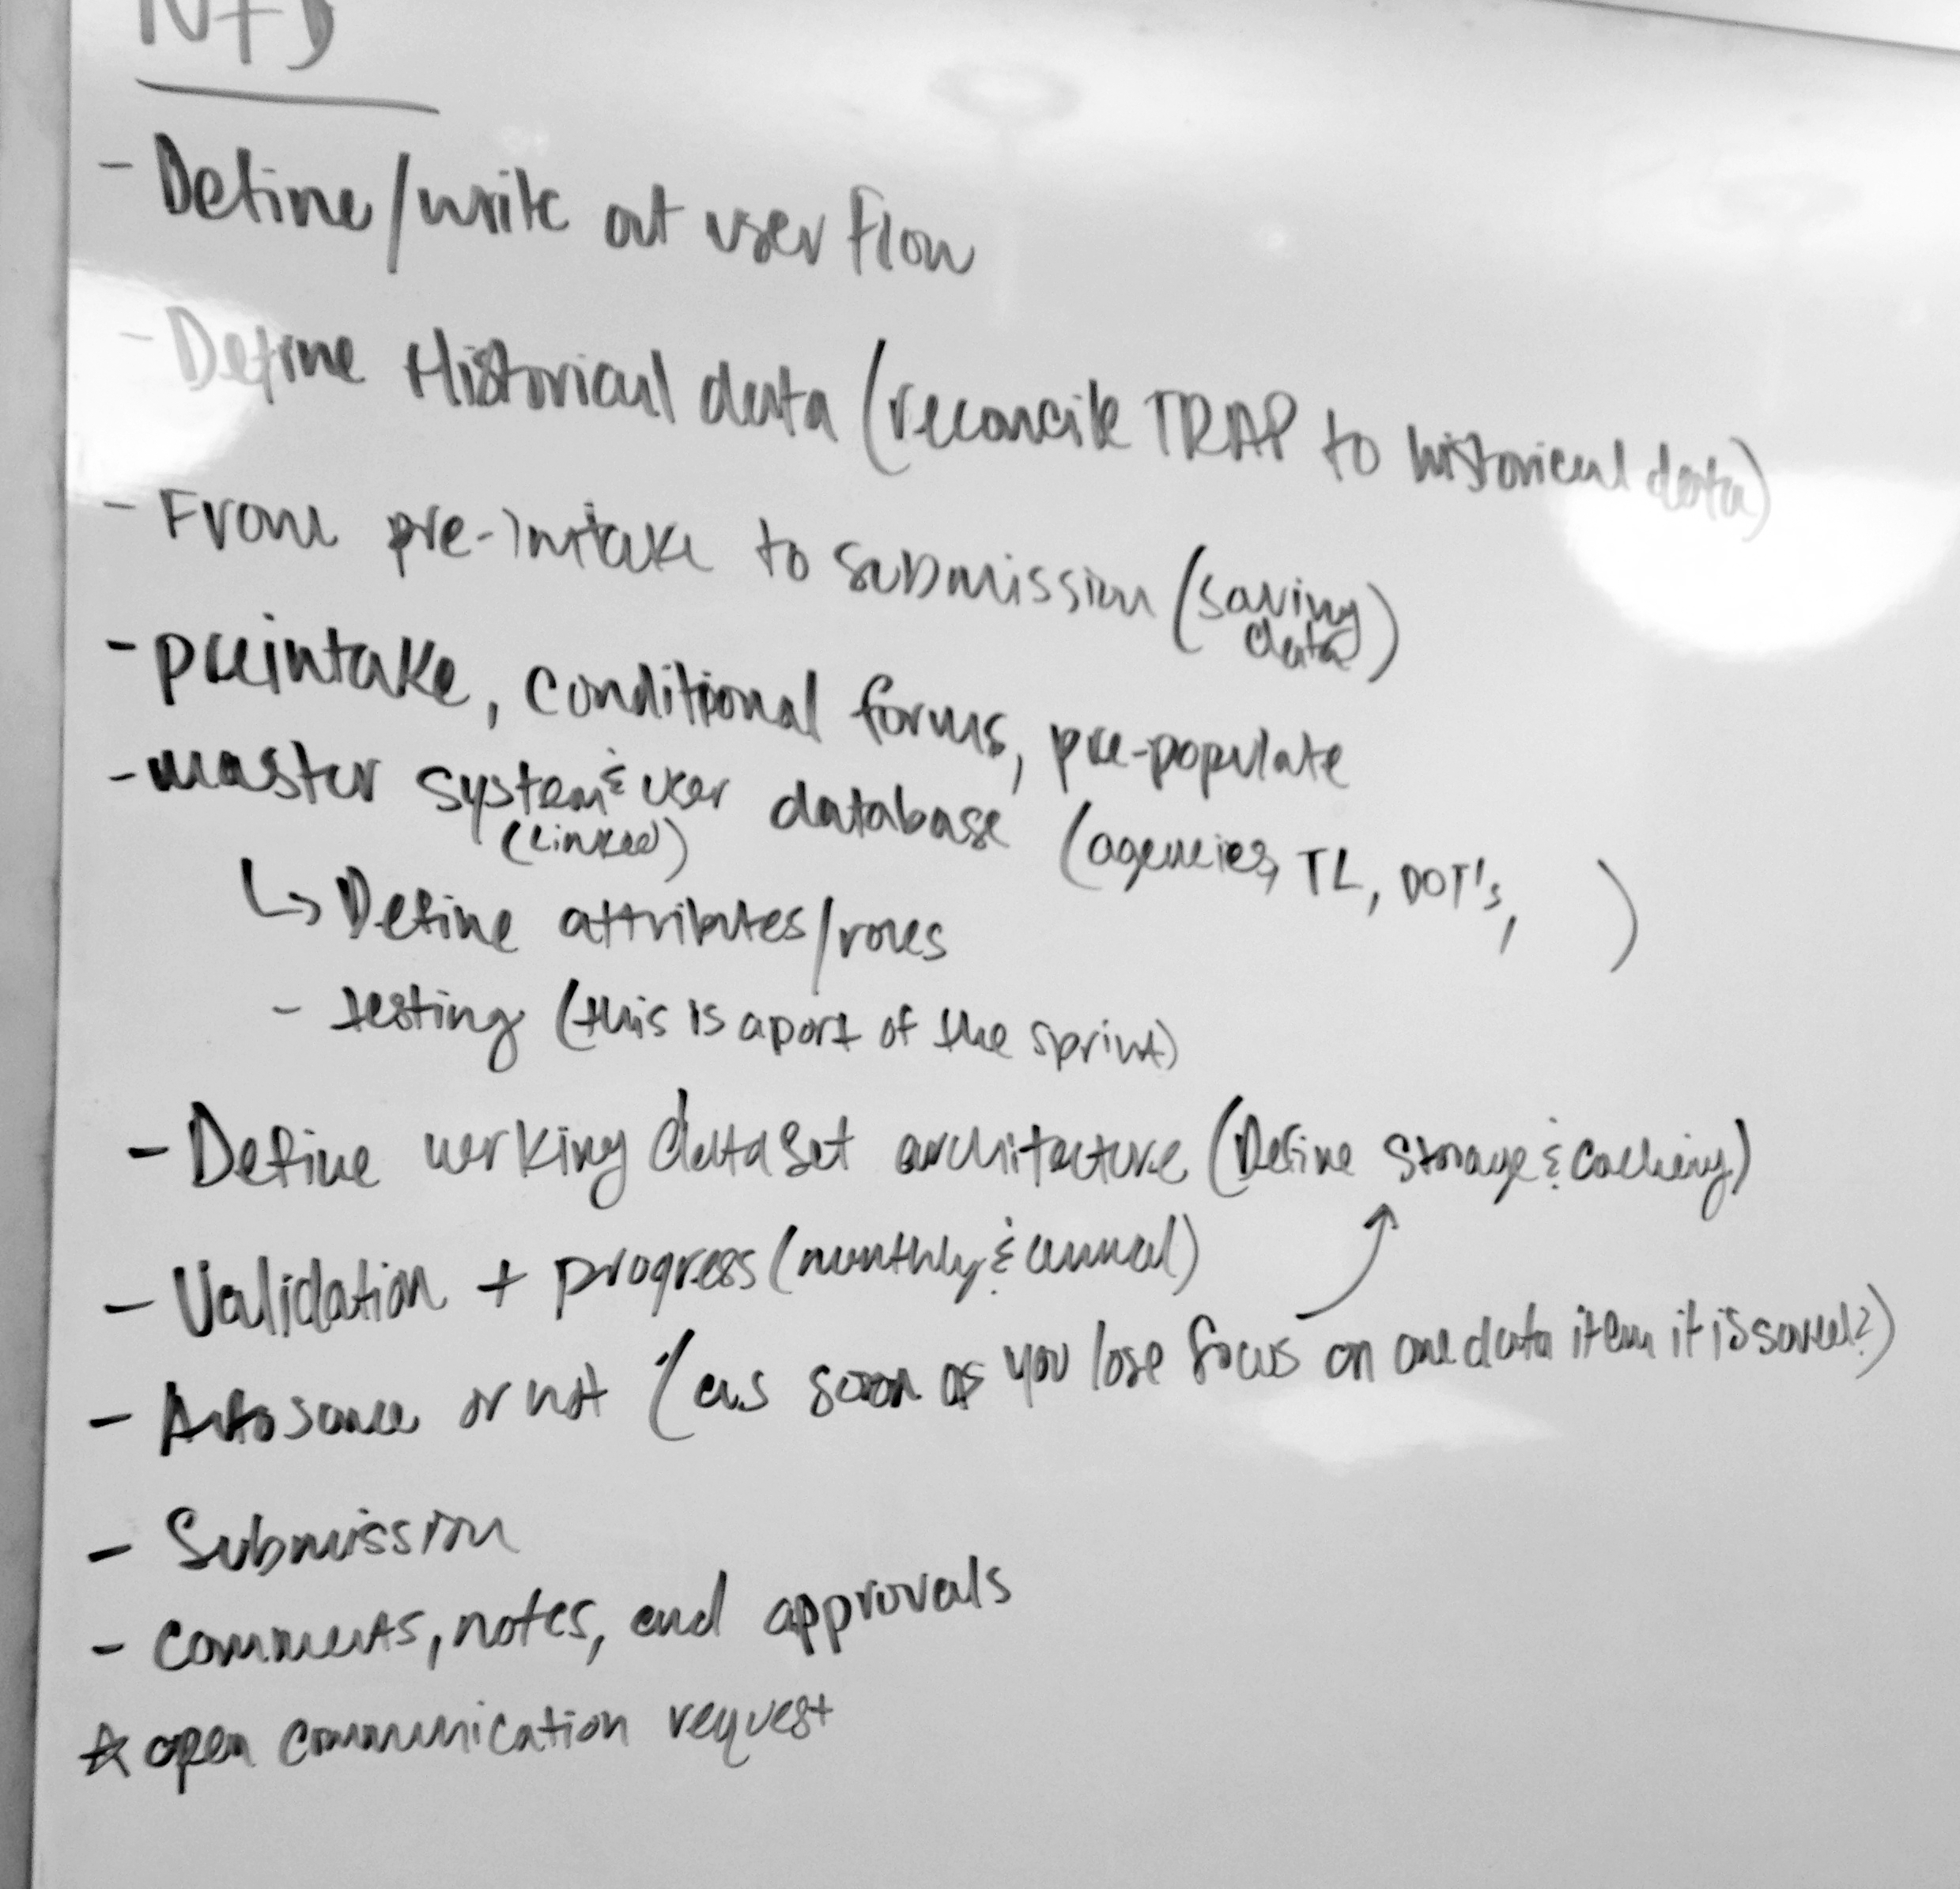 - Define/write out user flow
- Define Historical data (reconcile TRAP to historical data)
- From pre-intake to submission (saving
data)
- preintake, conditional forms, pre-populate
- master system & user database (agencies, TL, DOT's, )
(Linked)
↳ Define attributes/roles
- testing (this is a part of the sprint)
- Define working dataset architecture (Define Storage & Caching)
- Validation + progress (monthly & annual)
- Autosave or not (as soon as you lose focus on one data item it is saved?)
- Submission
- Comments, notes, and approvals
☆ open communication request